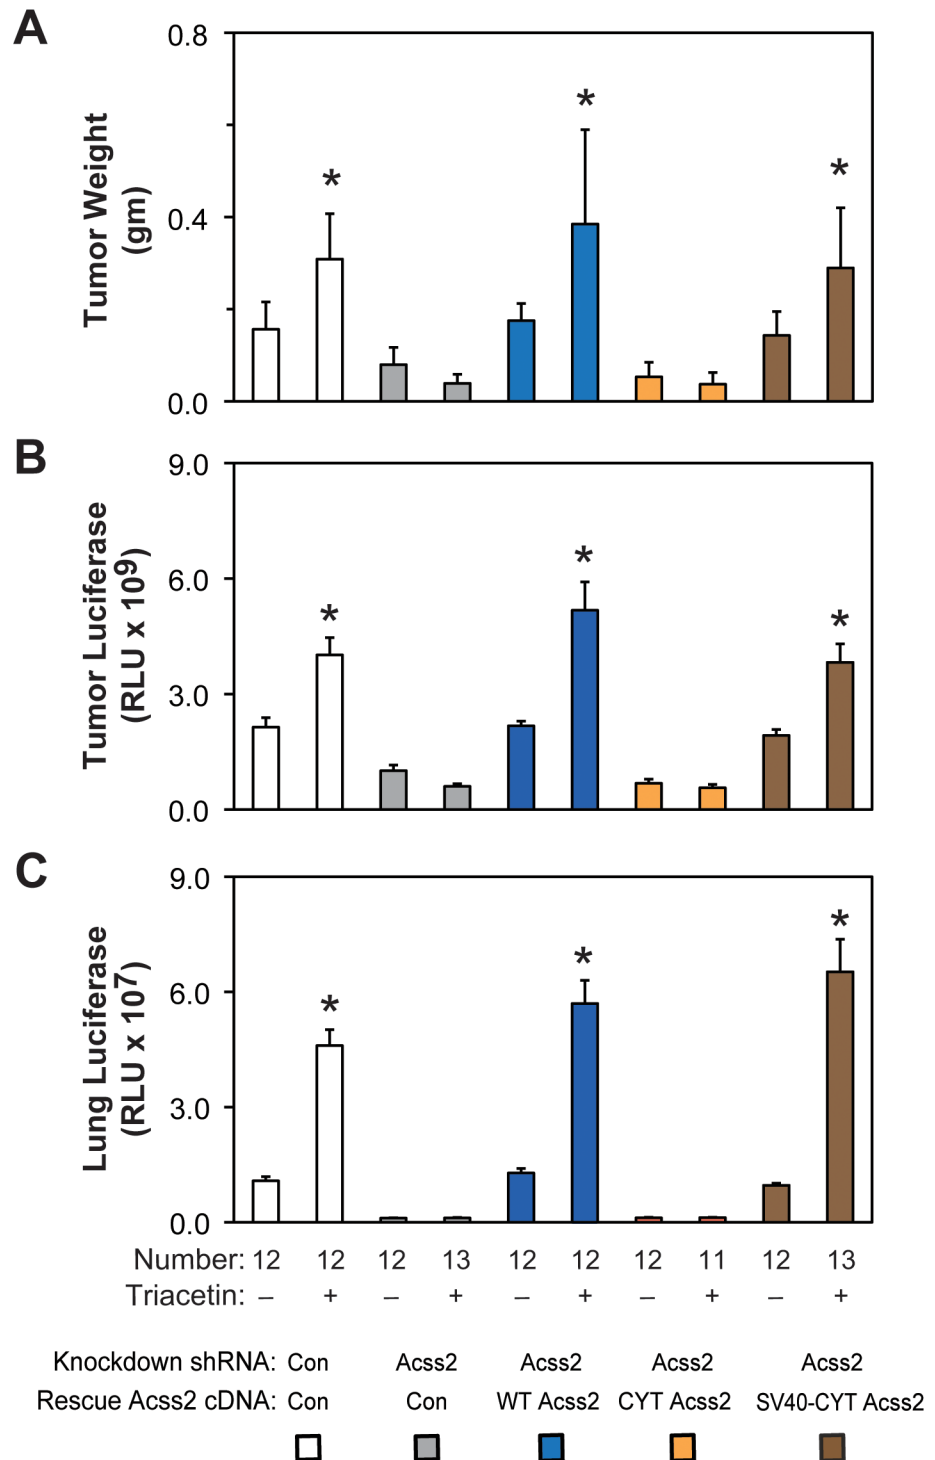 A
Tumor Weight
(gm)
0.8
0.4
0.0
*
*
*
B
Tumor Luciferase
(RLU x 10⁹)
9.0
6.0
3.0
0.0
*
*
*
C
Lung Luciferase
(RLU x 10⁷)
9.0
6.0
3.0
0.0
*
*
*
Number: 12 12 12 13 12 12 12 11 12 13
Triacetin: – + – + – + – + – +
Knockdown shRNA: Con Acss2 Acss2 Acss2 Acss2
Rescue Acss2 cDNA: Con Con WT Acss2 CYT Acss2 SV40-CYT Acss2